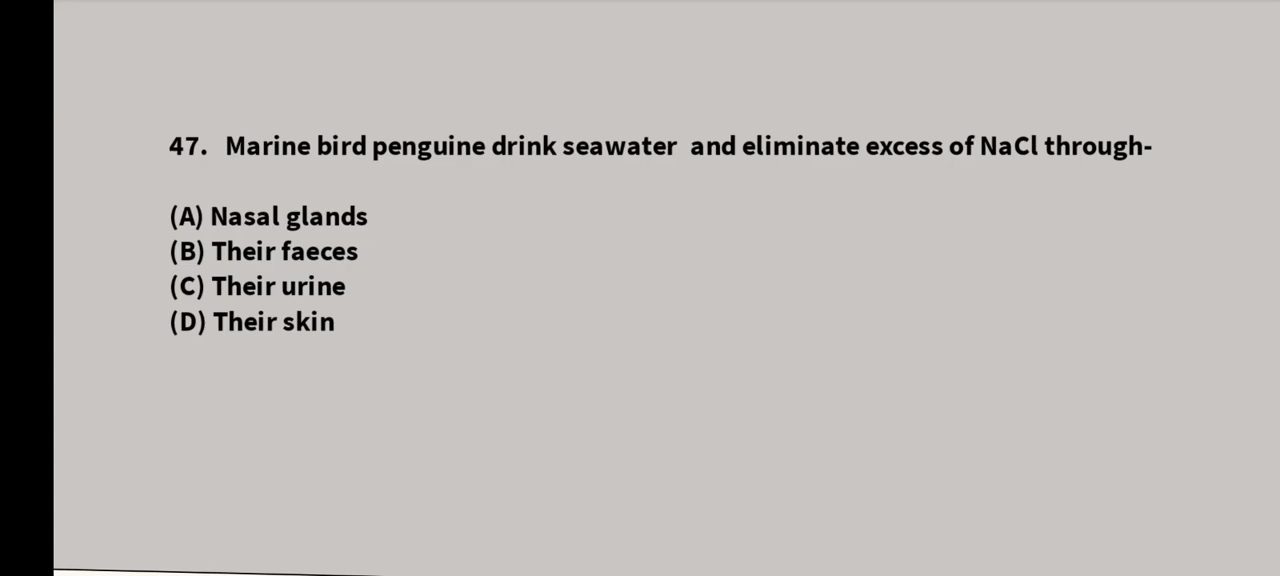 47. Marine bird penguine drink seawater and eliminate excess of NaCl through-
(A) Nasal glands
(B) Their faeces
(C) Their urine
(D) Their skin